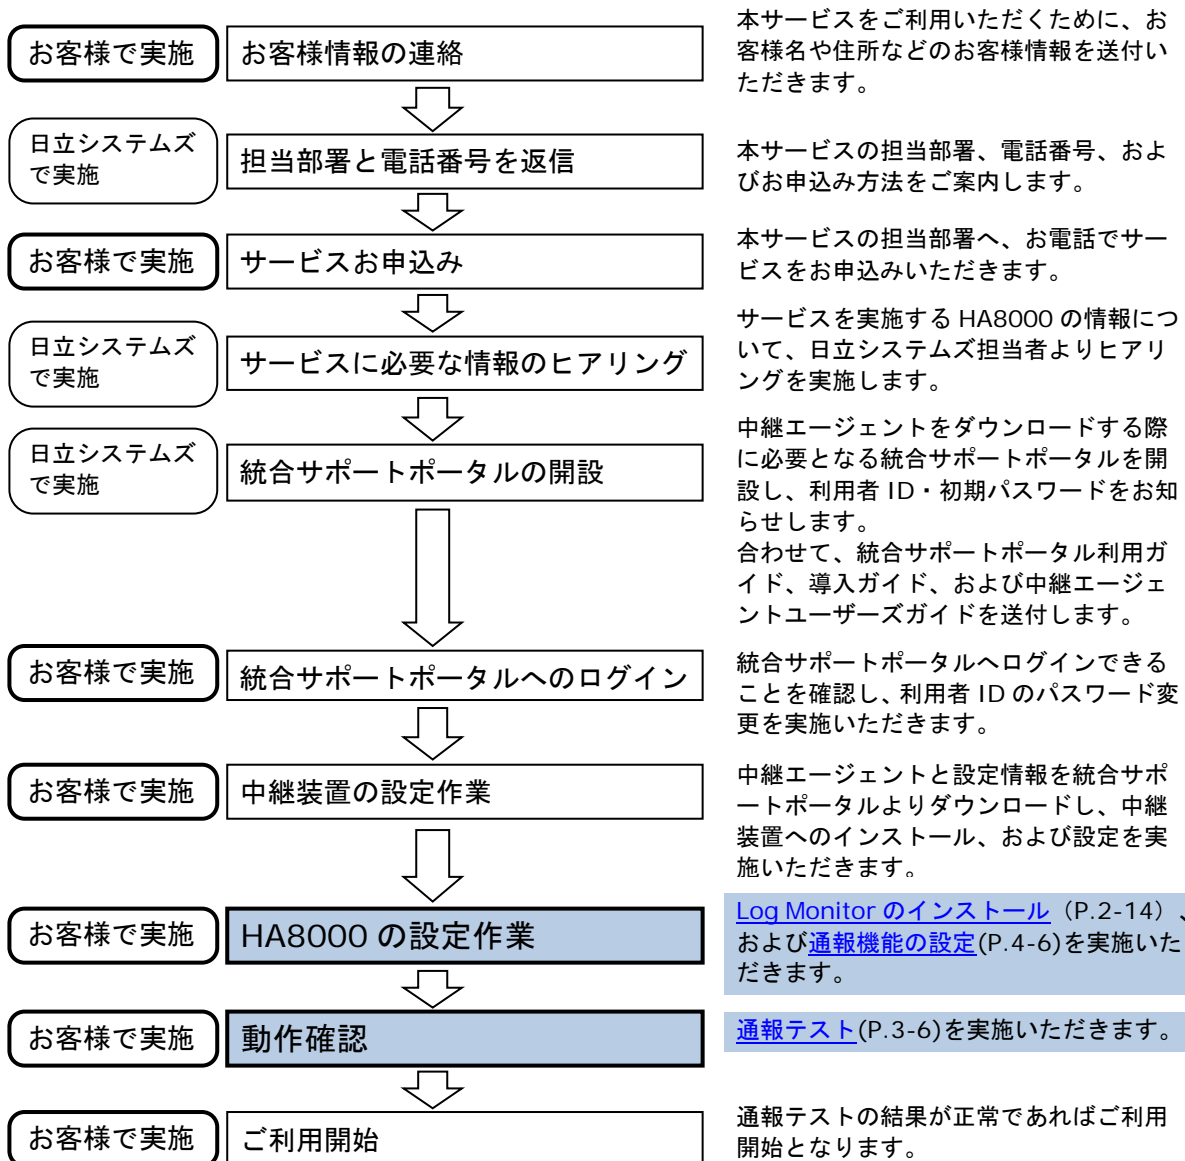 お客様で実施
お客様情報の連絡
本サービスをご利用いただくために、お
客様名や住所などのお客様情報を送付い
ただきます。
日立システムズ
で実施
担当部署と電話番号を返信
本サービスの担当部署、電話番号、およ
びお申込み方法をご案内します。
お客様で実施
サービスお申込み
本サービスの担当部署へ、お電話でサー
ビスをお申込みいただきます。
日立システムズ
で実施
サービスに必要な情報のヒアリング
サービスを実施する HA8000 の情報につ
いて、日立システムズ担当者よりヒアリ
ングを実施します。
日立システムズ
で実施
統合サポートポータルの開設
中継エージェントをダウンロードする際
に必要となる統合サポートポータルを開
設し、利用者 ID・初期パスワードをお知
らせします。
合わせて、統合サポートポータル利用ガ
イド、導入ガイド、および中継エージェ
ントユーザーズガイドを送付します。
お客様で実施
統合サポートポータルへのログイン
統合サポートポータルへログインできる
ことを確認し、利用者 ID のパスワード変
更を実施いただきます。
お客様で実施
中継装置の設定作業
中継エージェントと設定情報を統合サポ
ートポータルよりダウンロードし、中継
装置へのインストール、および設定を実
施いただきます。
お客様で実施
HA8000 の設定作業
Log Monitor のインストール（P.2-14）、
および通報機能の設定(P.4-6)を実施いた
だきます。
お客様で実施
動作確認
通報テスト(P.3-6)を実施いただきます。
お客様で実施
ご利用開始
通報テストの結果が正常であればご利用
開始となります。